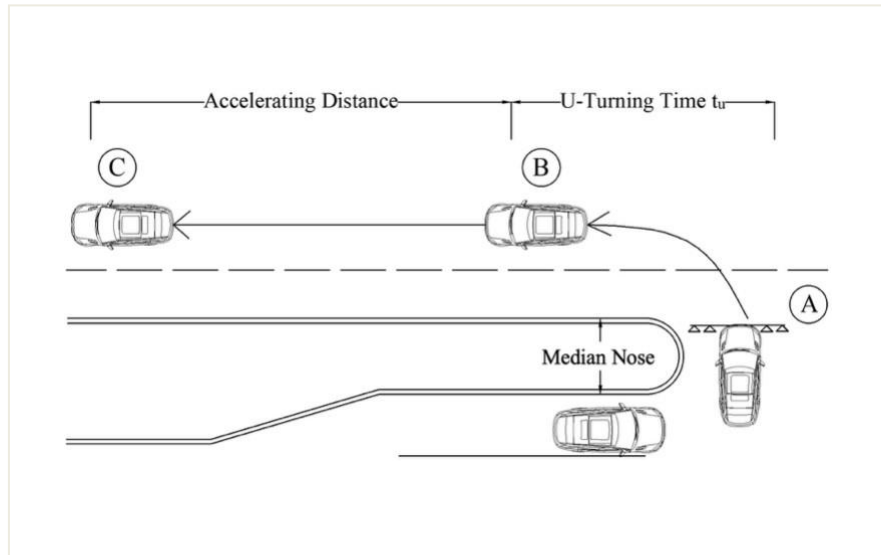 Accelerating Distance
U-Turning Time tu
C
B
A
Median Nose